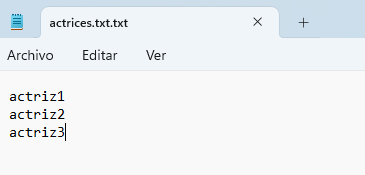 actrices.txt.txt
Archivo Editar Ver
actriz1
actriz2
actriz3